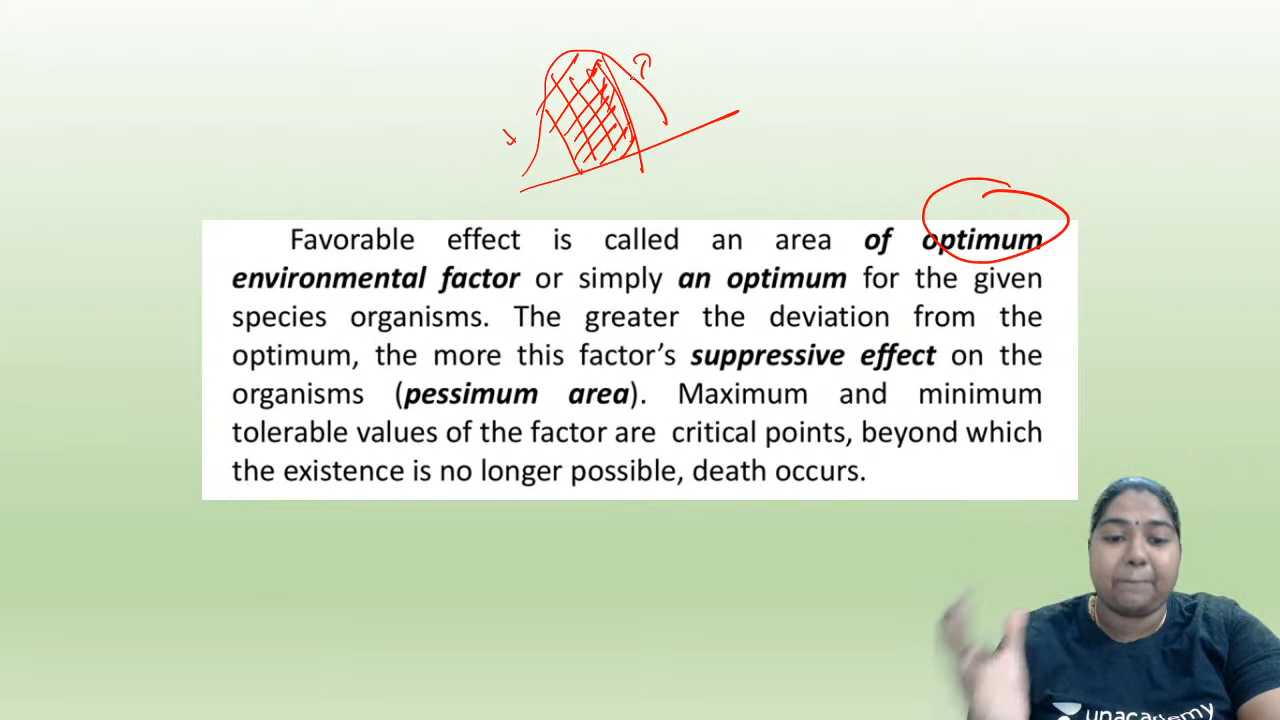 Favorable effect is called an area of optimum
environmental factor or simply an optimum for the given
species organisms. The greater the deviation from the
optimum, the more this factor's suppressive effect on the
organisms (pessimum area). Maximum and minimum
tolerable values of the factor are critical points, beyond which
the existence is no longer possible, death occurs.
unacademy